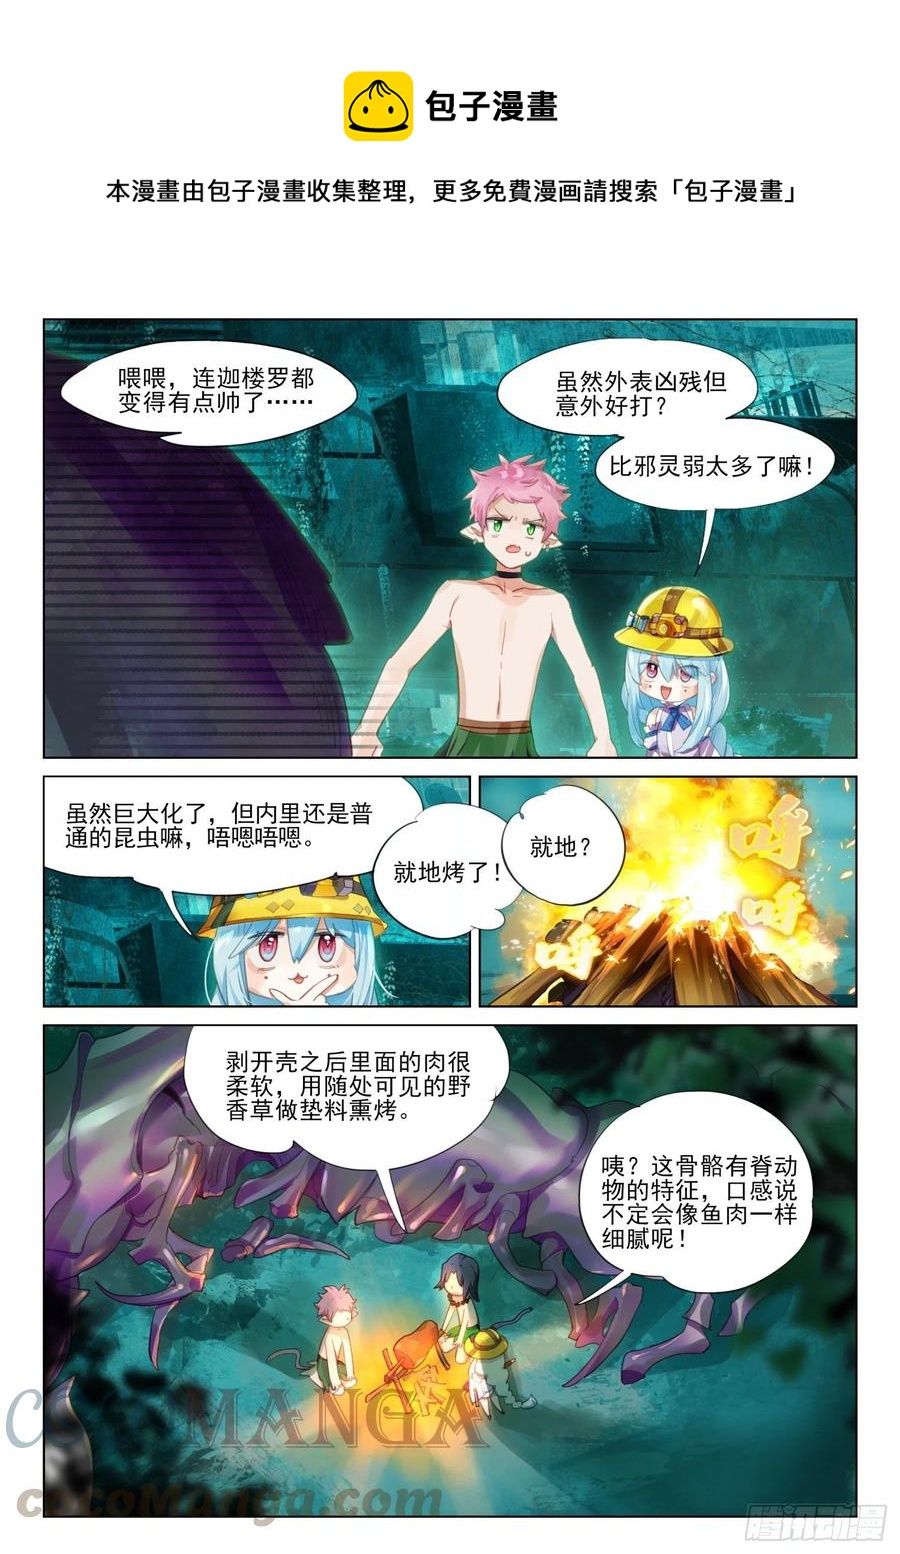 包子漫畫
本漫畫由包子漫畫收集整理，更多免費漫画請搜索「包子漫畫」
喂喂，连迦楼罗都
变得有点帅了……
虽然外表凶残但
意外好打？
比邪灵弱太多了嘛！
虽然巨大化了，但内里还是普
通的昆虫嘛，唔嗯唔嗯。
就地烤了！
就地？
呼
呼
呼
剥开壳之后里面的肉很
柔软，用随处可见的野
香草做垫料熏烤。
咦？这骨骼有脊动
物的特征，口感说
不定会像鱼肉一样
细腻呢！
COCO MANGA
cocoManga.com
腾讯动漫